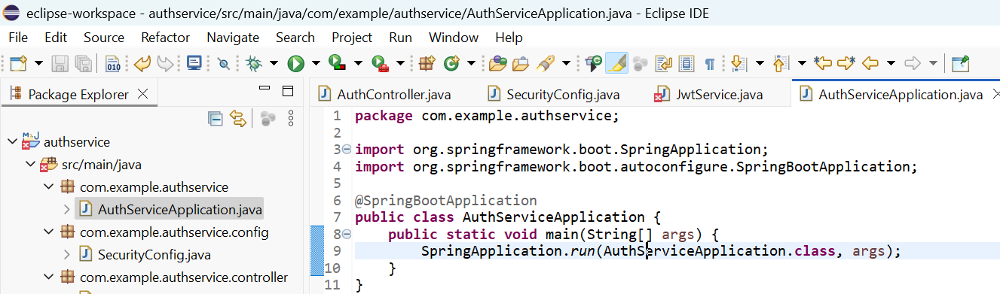 eclipse-workspace - authservice/src/main/java/com/example/authservice/AuthServiceApplication.java - Eclipse IDE
File Edit Source Refactor Navigate Search Project Run Window Help
010
Package Explorer
authservice
src/main/java
com.example.authservice
AuthServiceApplication.java
com.example.authservice.config
SecurityConfig.java
com.example.authservice.controller
AuthController.java SecurityConfig.java JwtService.java AuthServiceApplication.java
1 package com.example.authservice;
2
3 import org.springframework.boot.SpringApplication;
4 import org.springframework.boot.autoconfigure.SpringBootApplication;
5
6 @SpringBootApplication
7 public class AuthServiceApplication {
8 public static void main(String[] args) {
9 SpringApplication.run(AuthServiceApplication.class, args);
10 }
11 }